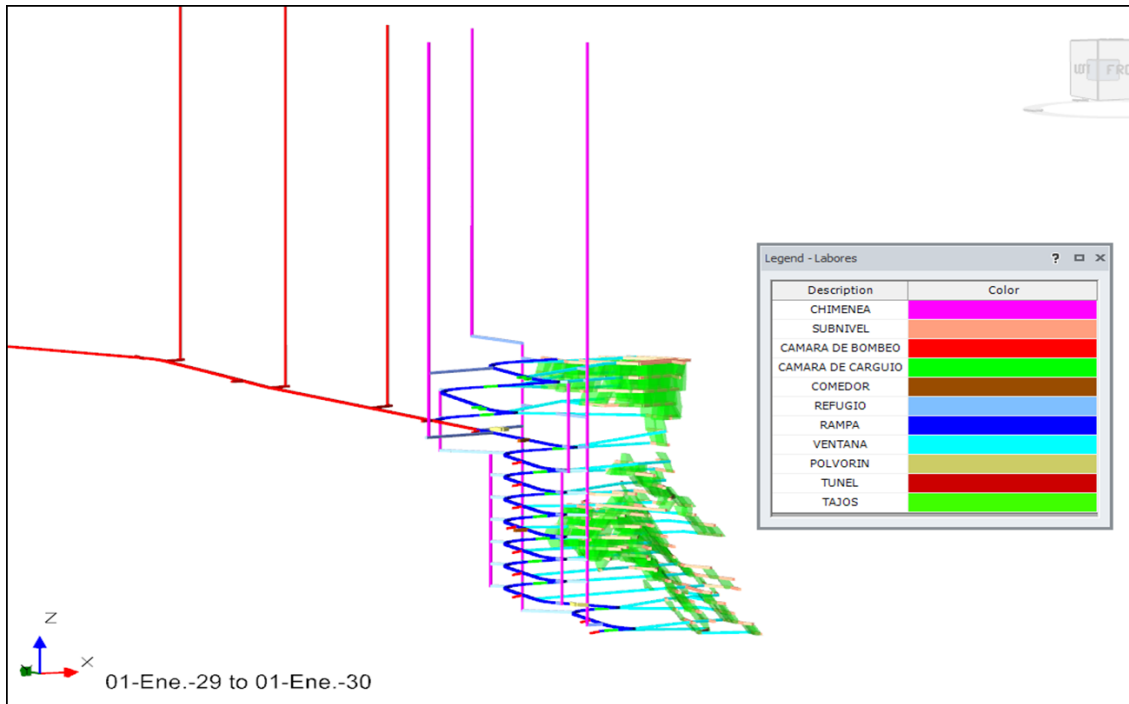 FRO
Legend - Labores ?
Description Color
CHIMENEA
SUBNIVEL
CAMARA DE BOMBEO
CAMARA DE CARGUIO
COMEDOR
REFUGIO
RAMPA
VENTANA
POLVORIN
TUNEL
TAJOS
Z
X
01-Ene.-29 to 01-Ene.-30